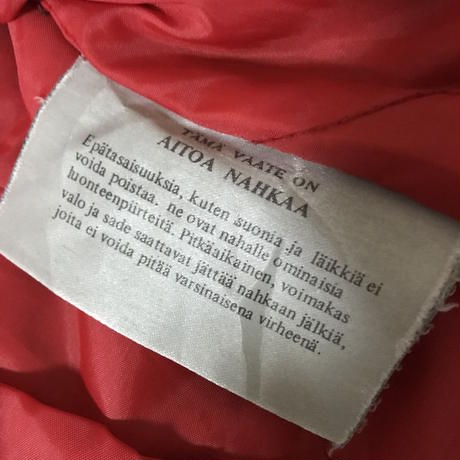 TÄMÄ VAATE ON
AITOA NAHKAA
Epätasaisuuksia, kuten suonia ja läikkiä ei
voida poistaa, ne ovat nahalle ominaisia
luonteenpiirteitä. Pitkäaikainen, voimakas
valo ja sade saattavat jättää nahkaan jälkiä,
joita ei voida pitää varsinaisena virheenä.